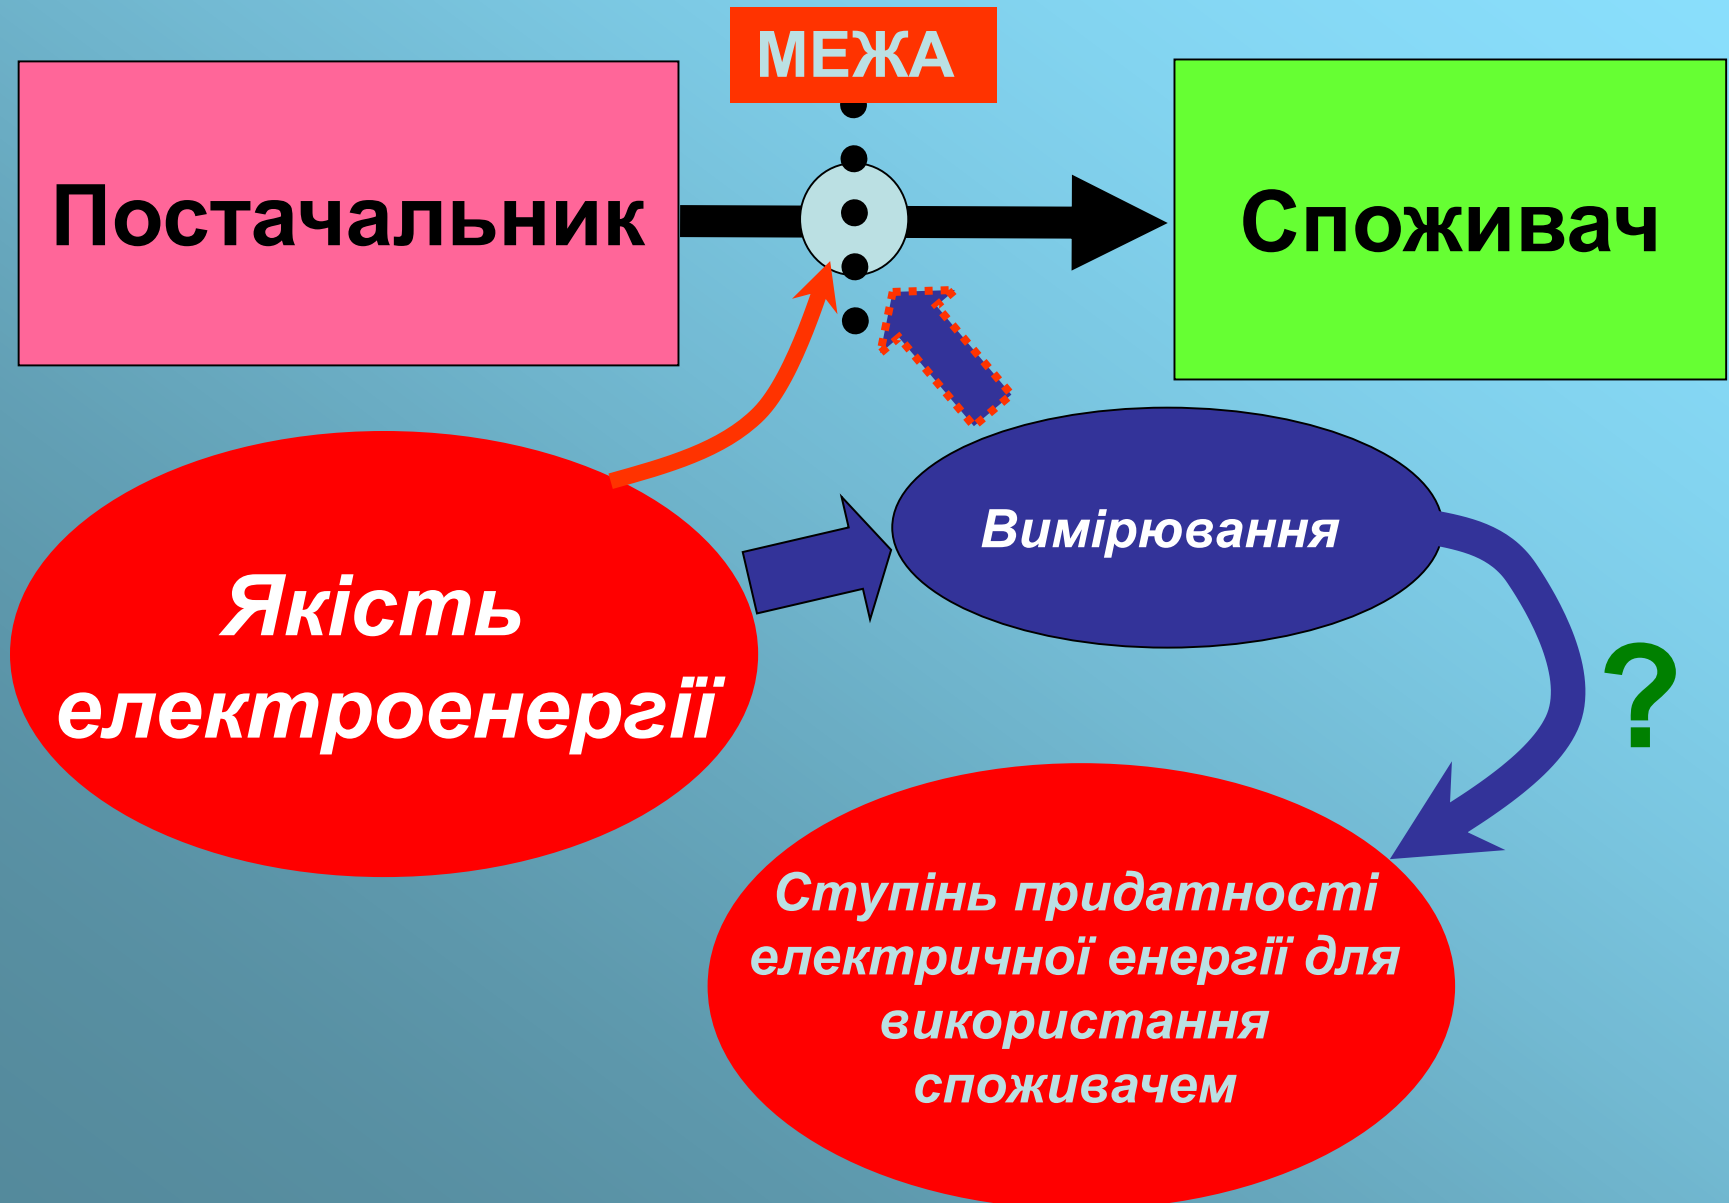 МЕЖА
Постачальник
Споживач
Вимірювання
Якість
електроенергії
?
Ступінь придатності
електричної енергії для
використання
споживачем